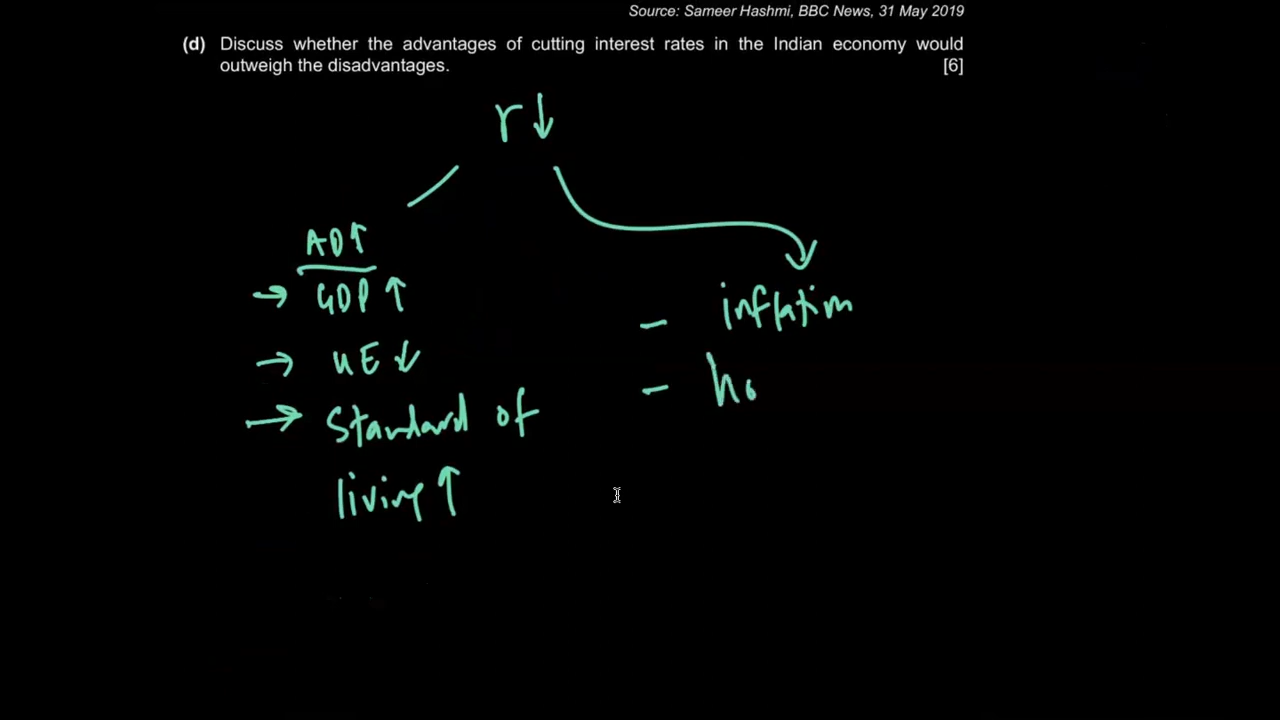 Source: Sameer Hashmi, BBC News, 31 May 2019
(d) Discuss whether the advantages of cutting interest rates in the Indian economy would
outweigh the disadvantages. [6]
r↓
AD↑
→ GDP ↑
- inflation
→ UE ↓
- ho
→ Standard of
living ↑